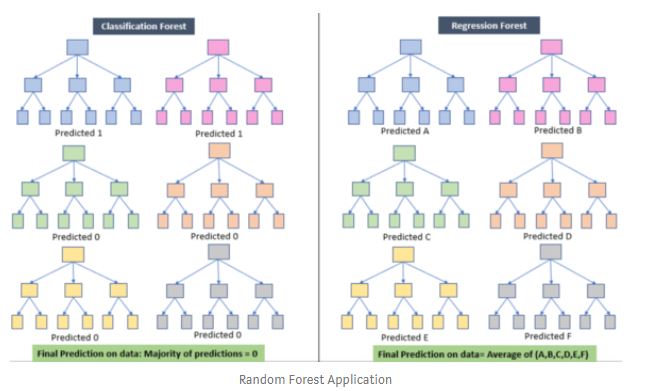 Classification Forest
Predicted 1
Predicted 1
Predicted 0
Predicted 0
Predicted 0
Predicted 0
Final Prediction on data: Majority of predictions = 0
Regression Forest
Predicted A
Predicted B
Predicted C
Predicted D
Predicted E
Predicted F
Final Prediction on data= Average of (A,B,C,D,E,F)
Random Forest Application